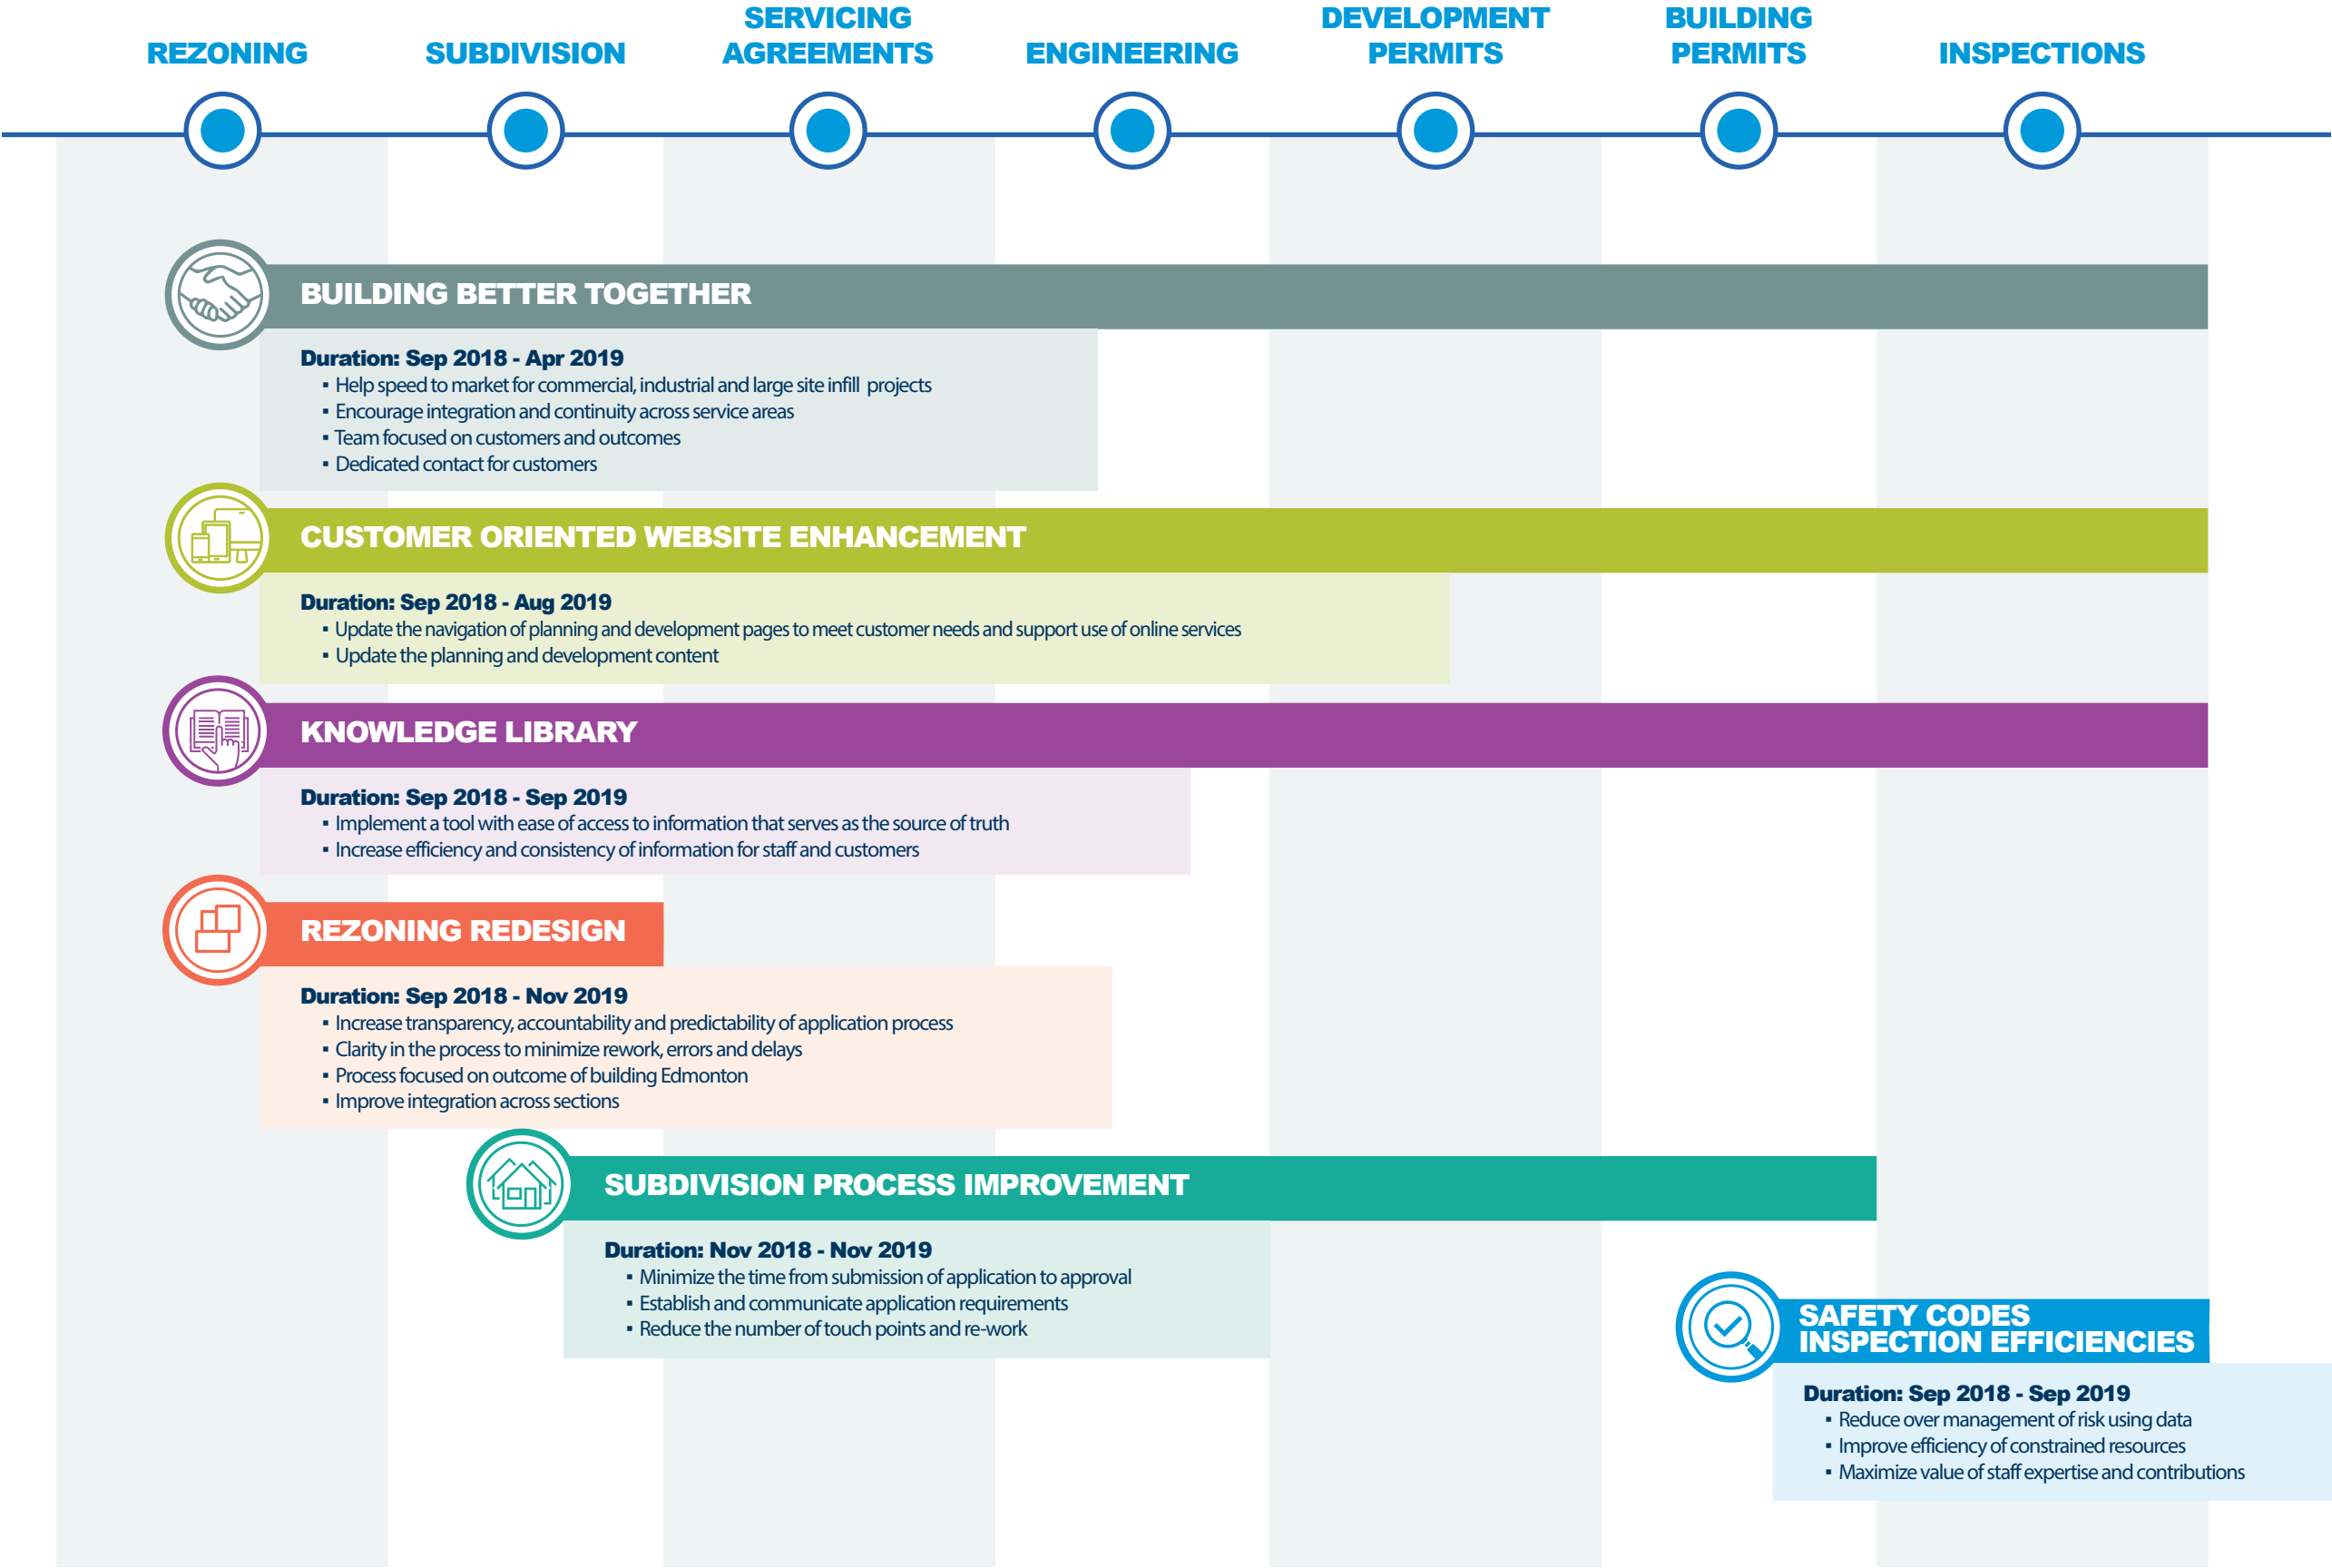 REZONING
SUBDIVISION
SERVICING
AGREEMENTS
ENGINEERING
DEVELOPMENT
PERMITS
BUILDING
PERMITS
INSPECTIONS
BUILDING BETTER TOGETHER
Duration: Sep 2018 - Apr 2019
▪ Help speed to market for commercial, industrial and large site infill projects
▪ Encourage integration and continuity across service areas
▪ Team focused on customers and outcomes
▪ Dedicated contact for customers
CUSTOMER ORIENTED WEBSITE ENHANCEMENT
Duration: Sep 2018 - Aug 2019
▪ Update the navigation of planning and development pages to meet customer needs and support use of online services
▪ Update the planning and development content
KNOWLEDGE LIBRARY
Duration: Sep 2018 - Sep 2019
▪ Implement a tool with ease of access to information that serves as the source of truth
▪ Increase efficiency and consistency of information for staff and customers
REZONING REDESIGN
Duration: Sep 2018 - Nov 2019
▪ Increase transparency, accountability and predictability of application process
▪ Clarity in the process to minimize rework, errors and delays
▪ Process focused on outcome of building Edmonton
▪ Improve integration across sections
SUBDIVISION PROCESS IMPROVEMENT
Duration: Nov 2018 - Nov 2019
▪ Minimize the time from submission of application to approval
▪ Establish and communicate application requirements
▪ Reduce the number of touch points and re-work
SAFETY CODES
INSPECTION EFFICIENCIES
Duration: Sep 2018 - Sep 2019
▪ Reduce over management of risk using data
▪ Improve efficiency of constrained resources
▪ Maximize value of staff expertise and contributions